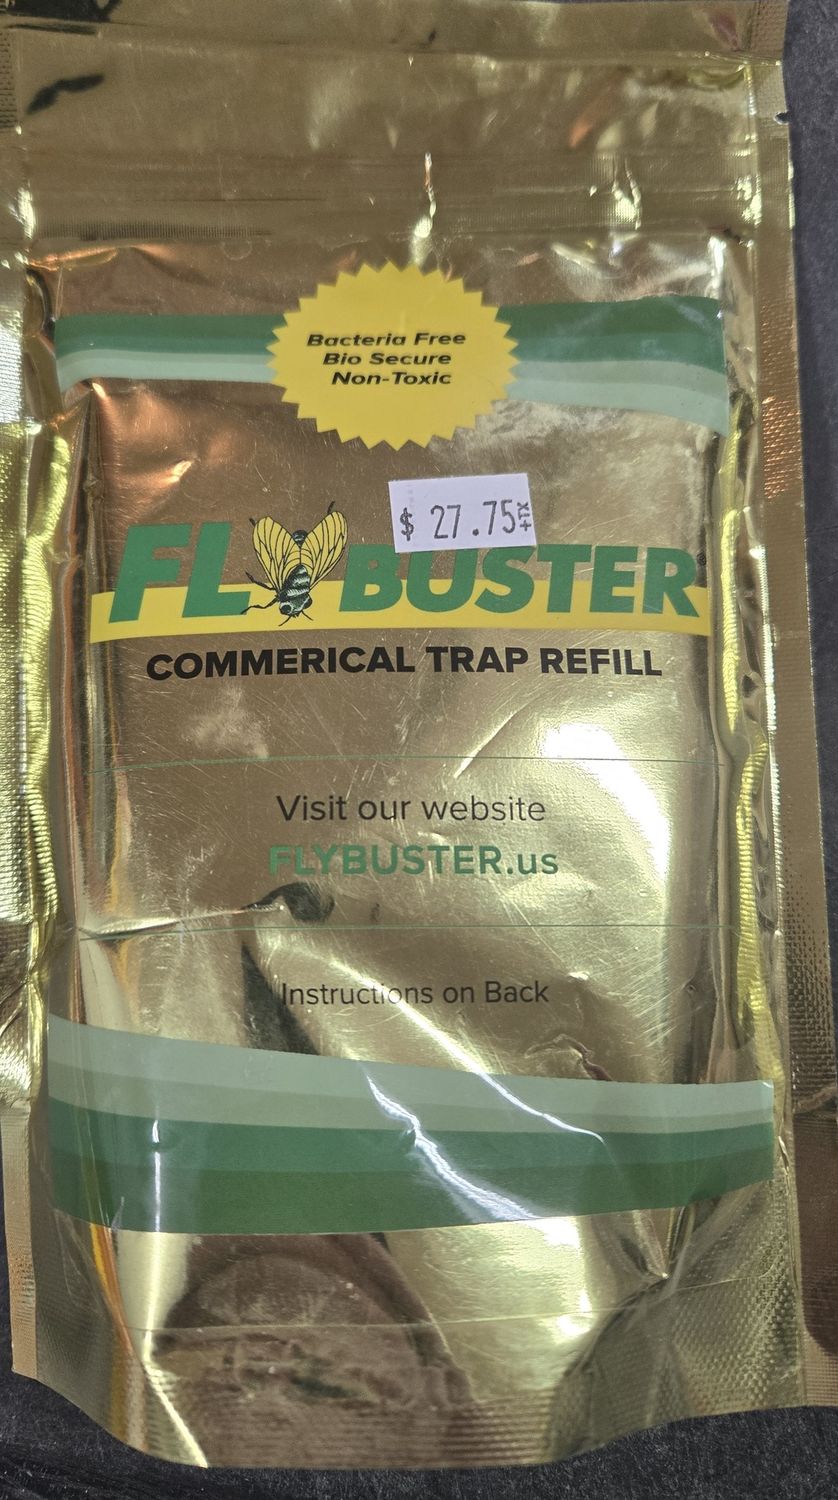 Bacteria Free
Bio Secure
Non-Toxic
$ 27.75 +TX
FLYBUSTER
COMMERICAL TRAP REFILL
Visit our website
FLYBUSTER.us
Instructions on Back